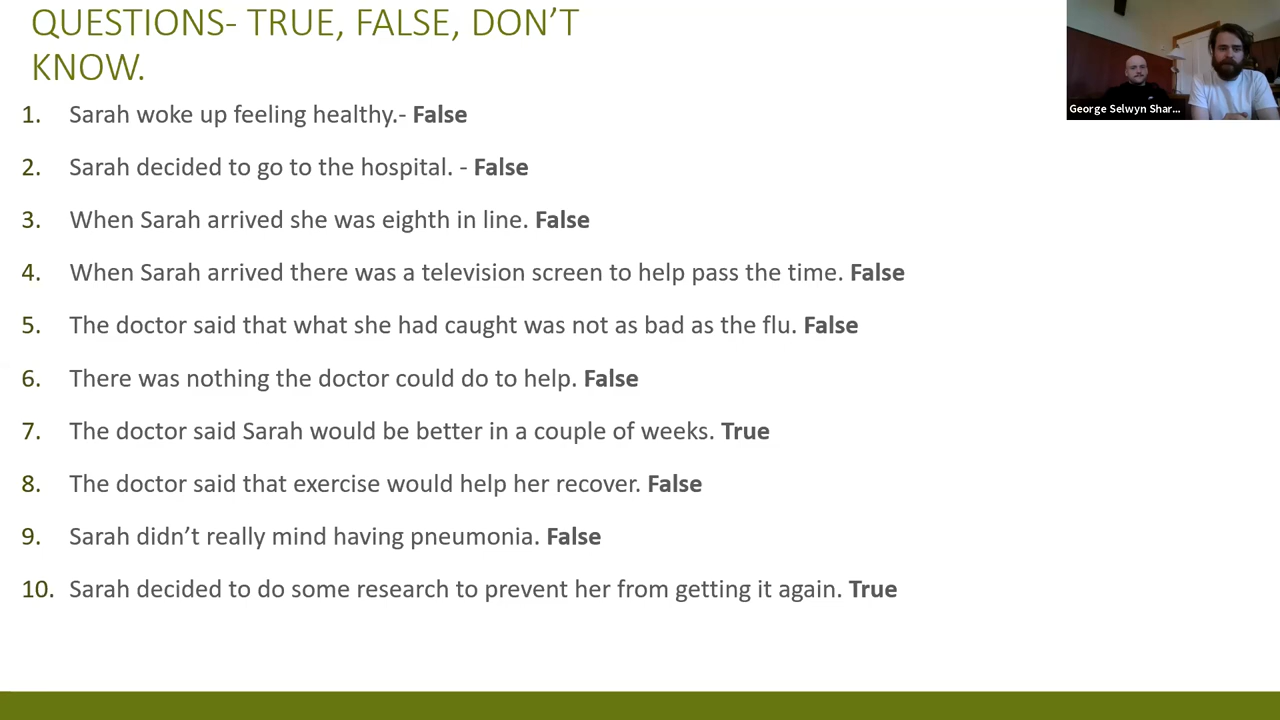 QUESTIONS- TRUE, FALSE, DON’T
KNOW.
1. Sarah woke up feeling healthy.- False
2. Sarah decided to go to the hospital. - False
3. When Sarah arrived she was eighth in line. False
4. When Sarah arrived there was a television screen to help pass the time. False
5. The doctor said that what she had caught was not as bad as the flu. False
6. There was nothing the doctor could do to help. False
7. The doctor said Sarah would be better in a couple of weeks. True
8. The doctor said that exercise would help her recover. False
9. Sarah didn’t really mind having pneumonia. False
10. Sarah decided to do some research to prevent her from getting it again. True
George Selwyn Shar...